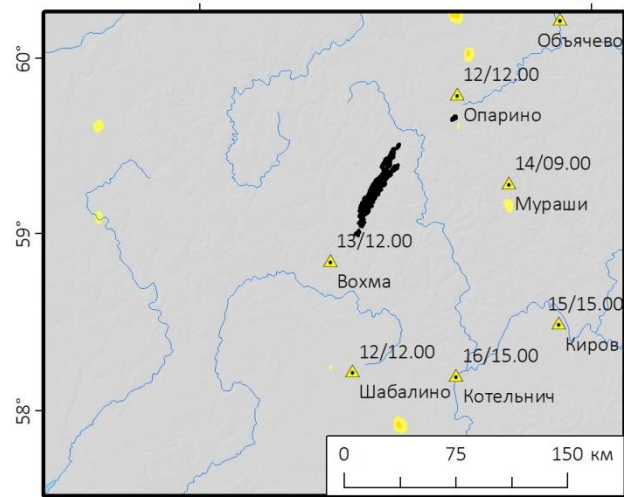 60°
Объячево
12/12.00
Опарино
14/09.00
Мураши
59°
13/12.00
Вохма
15/15.00
Киров
12/12.00
16/15.00
Шабалино
Котельнич
58°
0 75 150 км